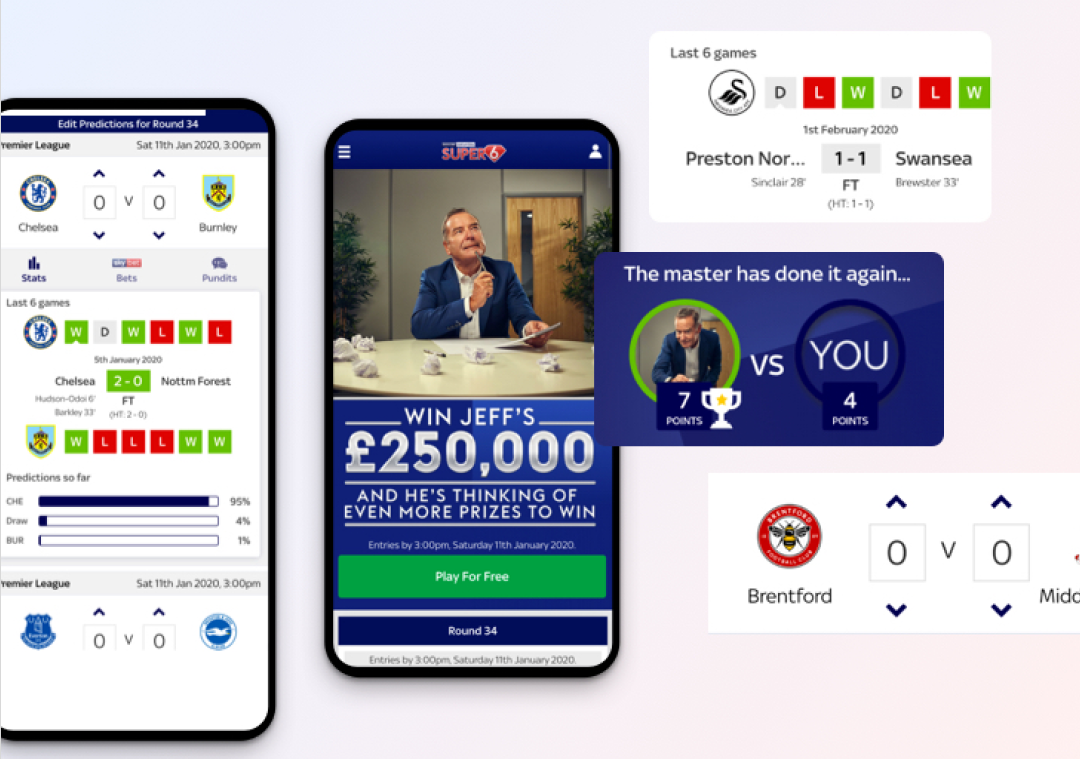 Edit Predictions for Round 34
remier League
Sat 11th Jan 2020, 3:00pm
0 v 0
Chelsea
Burnley
Stats
sky bet
Bets
Pundits
Last 6 games
W D W L W L
5th January 2020
Chelsea 2 - 0 Nottm Forest
Hudson-Odoi 6'
FT
Barkley 33'
(HT: 2 - 0)
W L L L W W
Predictions so far
CHE 95%
Draw 4%
BUR 1%
remier League
Sat 11th Jan 2020, 3:00pm
0 v 0
SUPER 6
WIN JEFF'S
£250,000
AND HE'S THINKING OF
EVEN MORE PRIZES TO WIN
Entries by 3:00pm, Saturday 11th January 2020.
Play For Free
Round 34
Entries by 3:00pm, Saturday 11th January 2020.
Last 6 games
D L W D L W
1st February 2020
Preston Nor... 1 - 1 Swansea
Sinclair 28'
FT
Brewster 33'
(HT: 1 - 1)
The master has done it again...
VS
YOU
7
POINTS
4
POINTS
BRENTFORD
FOOTBALL CLUB
0 V 0
Brentford
Midd